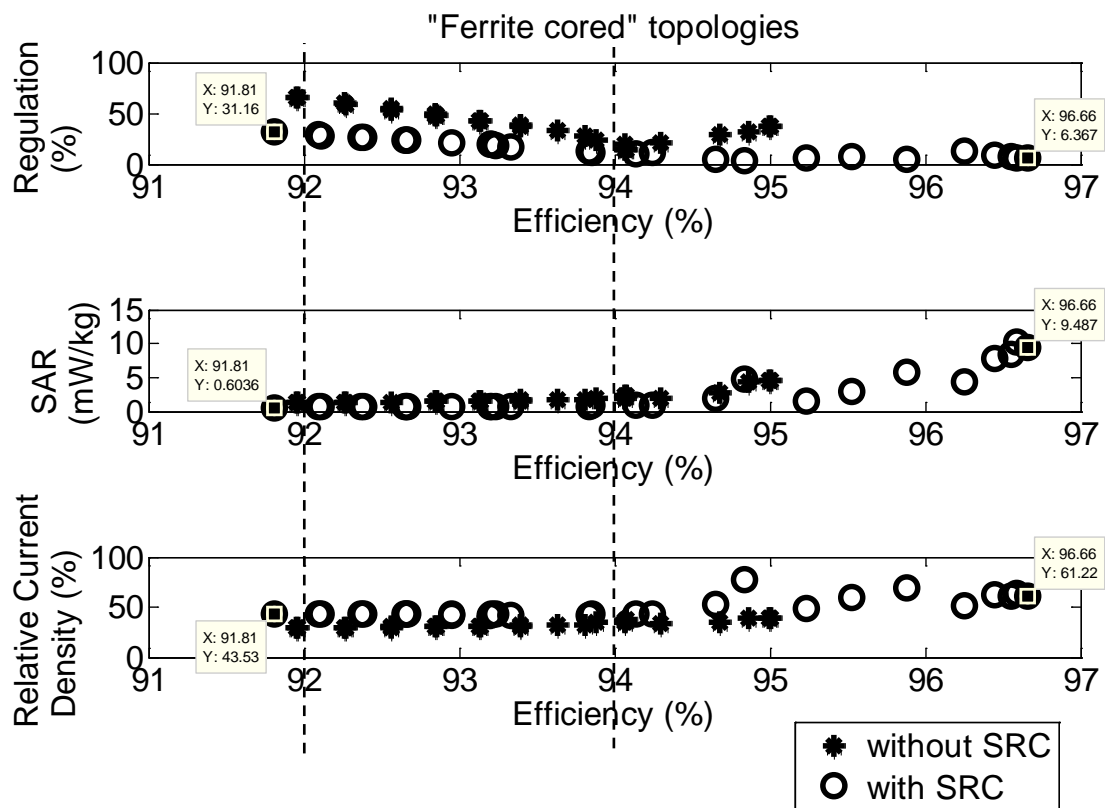 "Ferrite cored" topologies
Regulation
(%)
100
50
0
X: 91.81
Y: 31.16
X: 96.66
Y: 6.367
91 92 93 94 95 96 97
Efficiency (%)
SAR
(mW/kg)
15
10
5
0
X: 91.81
Y: 0.6036
X: 96.66
Y: 9.487
91 92 93 94 95 96 97
Efficiency (%)
Relative Current
Density (%)
100
50
0
X: 91.81
Y: 43.53
X: 96.66
Y: 61.22
91 92 93 94 95 96 97
Efficiency (%)
without SRC
with SRC